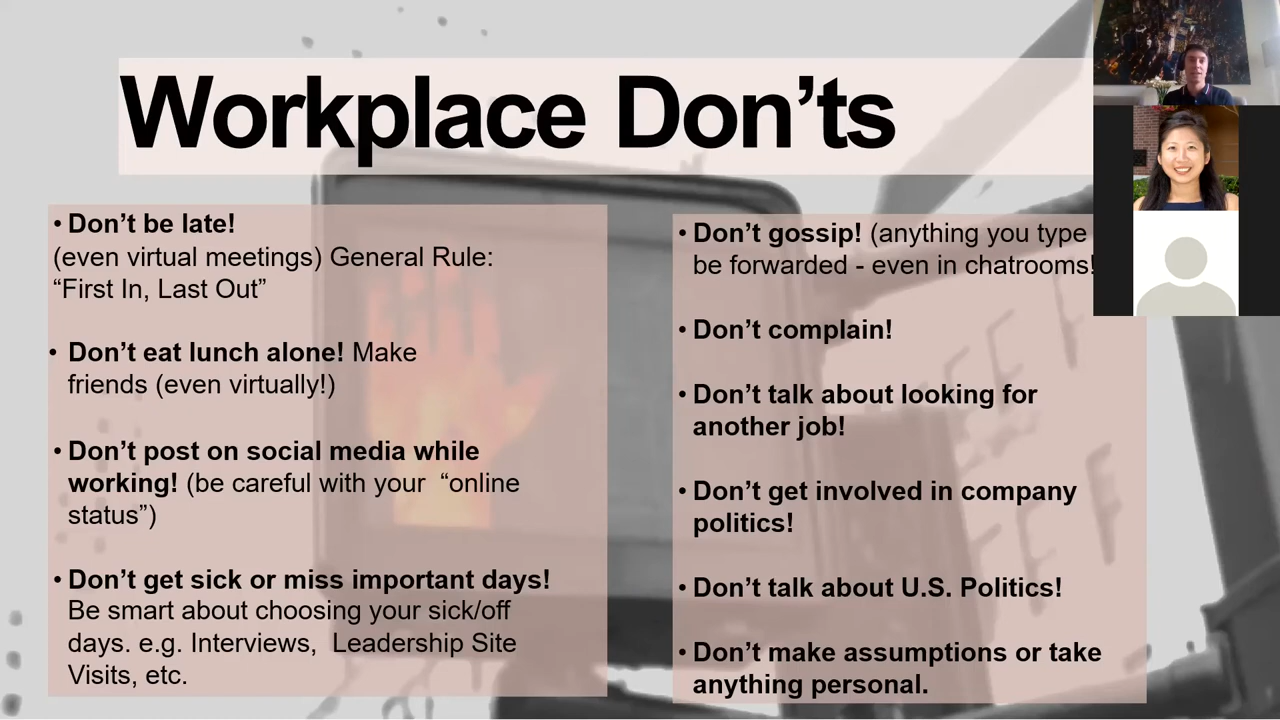 Workplace Don’ts
• Don’t be late!
(even virtual meetings) General Rule:
“First In, Last Out”
• Don’t eat lunch alone! Make
friends (even virtually!)
• Don’t post on social media while
working! (be careful with your “online
status”)
• Don’t get sick or miss important days!
Be smart about choosing your sick/off
days. e.g. Interviews, Leadership Site
Visits, etc.
• Don’t gossip! (anything you type
be forwarded - even in chatrooms!
• Don’t complain!
• Don’t talk about looking for
another job!
• Don’t get involved in company
politics!
• Don’t talk about U.S. Politics!
• Don’t make assumptions or take
anything personal.